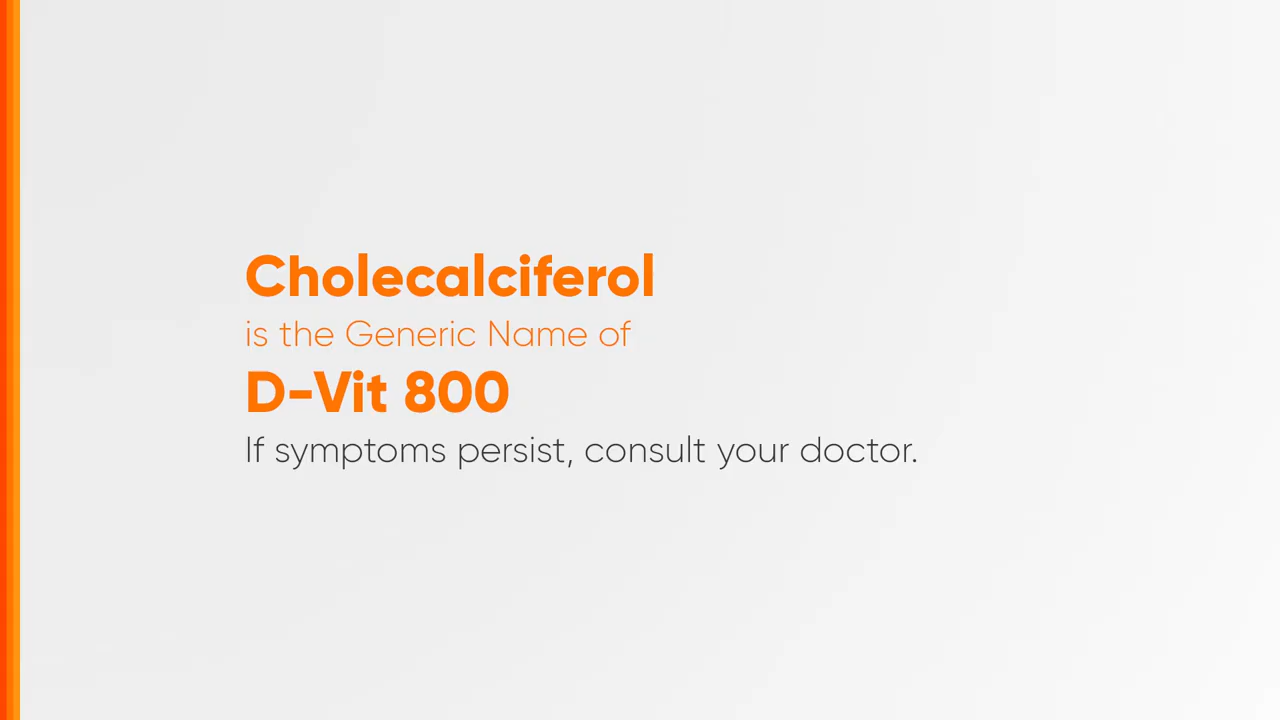 Cholecalciferol
is the Generic Name of
D-Vit 800
If symptoms persist, consult your doctor.